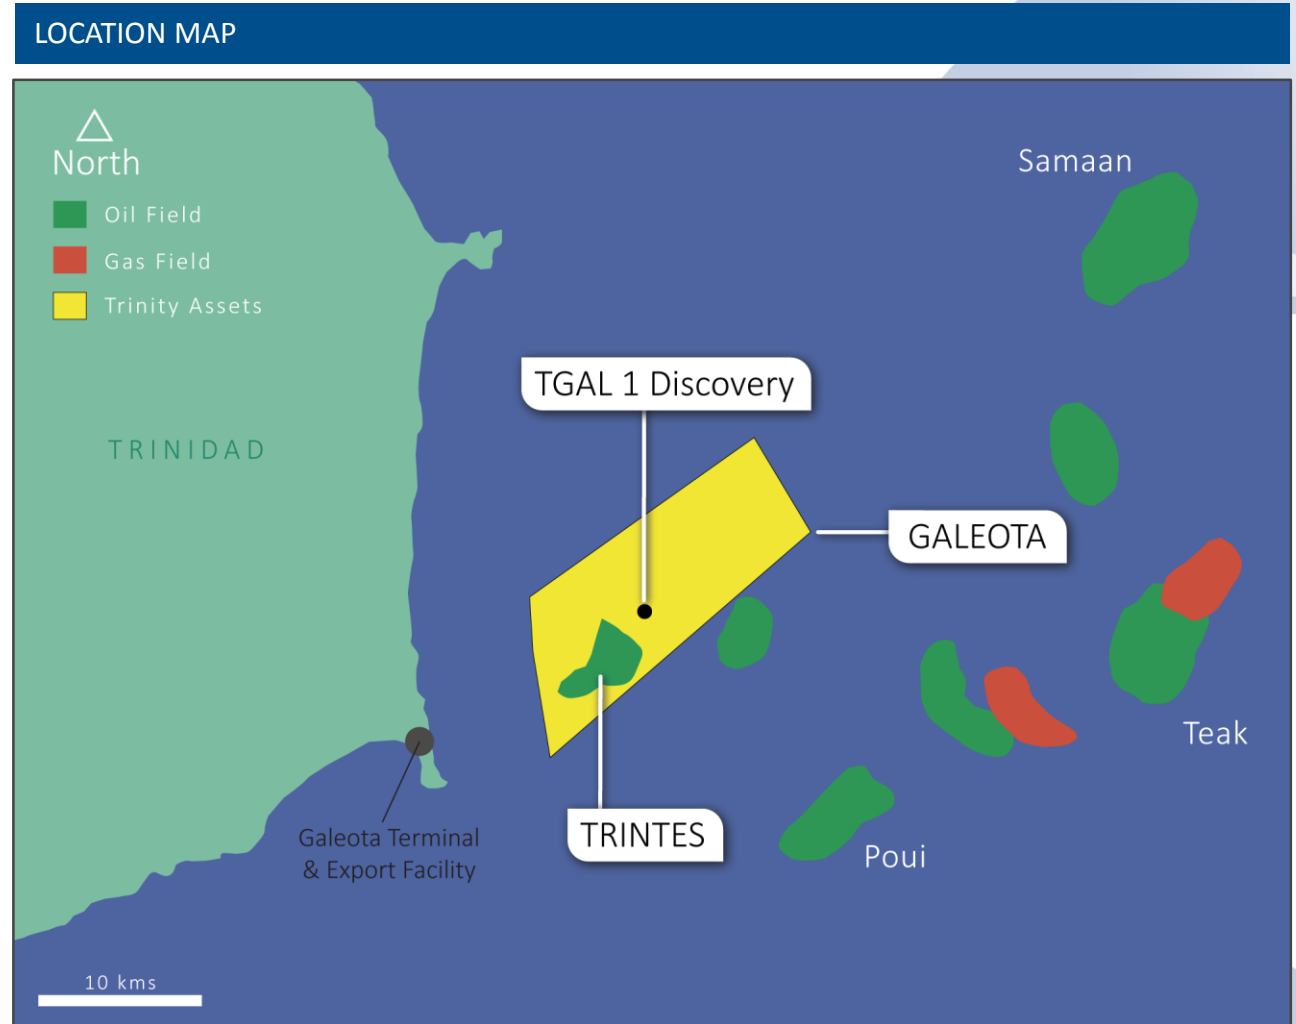 LOCATION MAP
North
Oil Field
Gas Field
Trinity Assets
Samaan
TGAL 1 Discovery
TRINIDAD
GALEOTA
Teak
TRINTES
Galeota Terminal
& Export Facility
Poui
10 kms